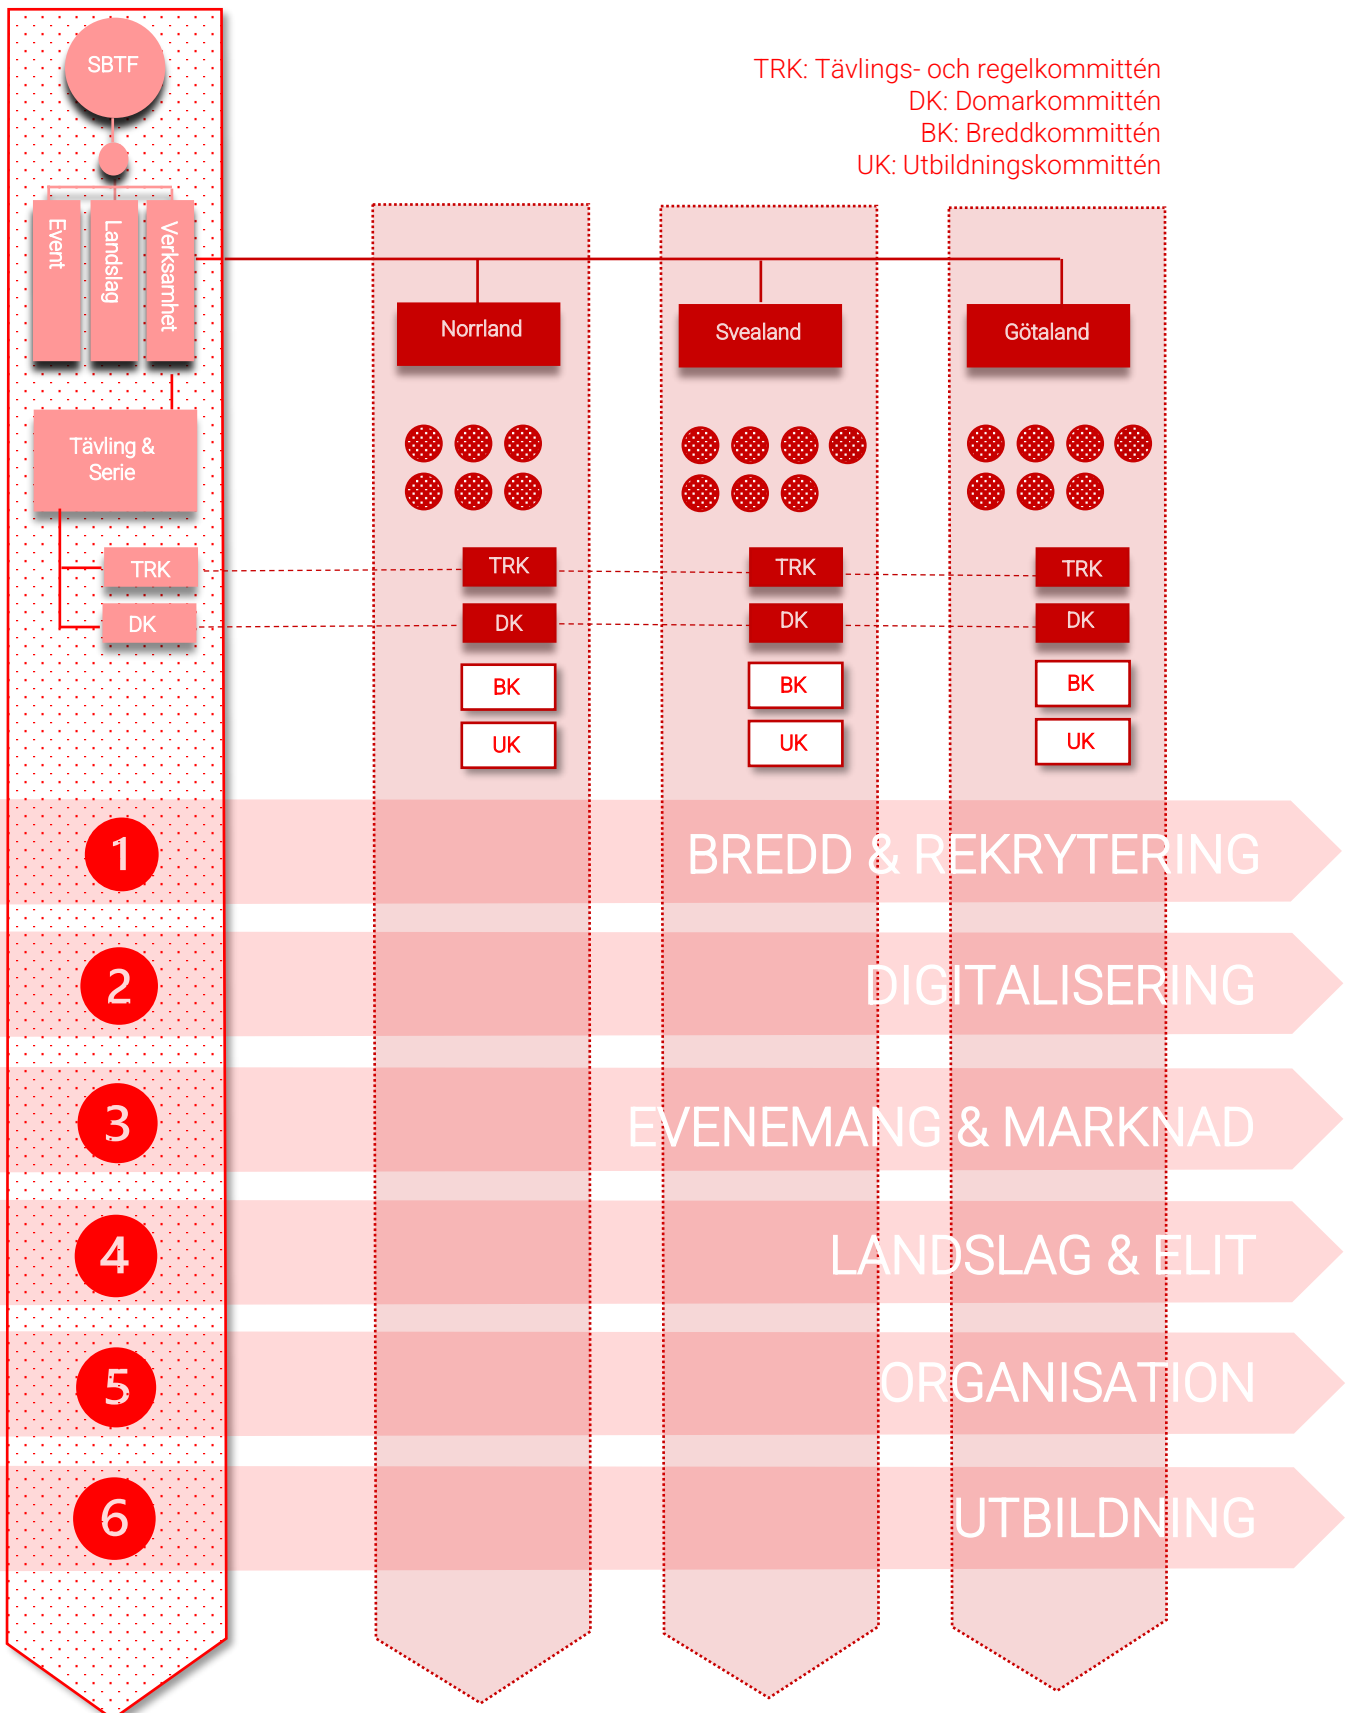 SBTF
TRK: Tävlings- och regelkommittén
DK: Domarkommittén
BK: Breddkommittén
UK: Utbildningskommittén
Event
Landslag
Verksamhet
Norrland
Svealand
Götaland
Tävling &
Serie
TRK
TRK
TRK
TRK
DK
DK
DK
DK
BK
BK
BK
UK
UK
UK
1
BREDD & REKRYTERING
2
DIGITALISERING
3
EVENEMANG & MARKNAD
4
LANDSLAG & ELIT
5
ORGANISATION
6
UTBILDNING